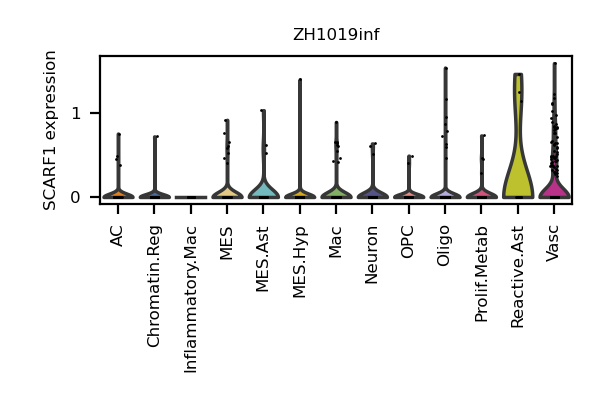 ZH1019inf
SCARF1 expression
1
0
AC
Chromatin.Reg
Inflammatory.Mac
MES
MES.Ast
MES.Hyp
Mac
Neuron
OPC
Oligo
Prolif.Metab
Reactive.Ast
Vasc